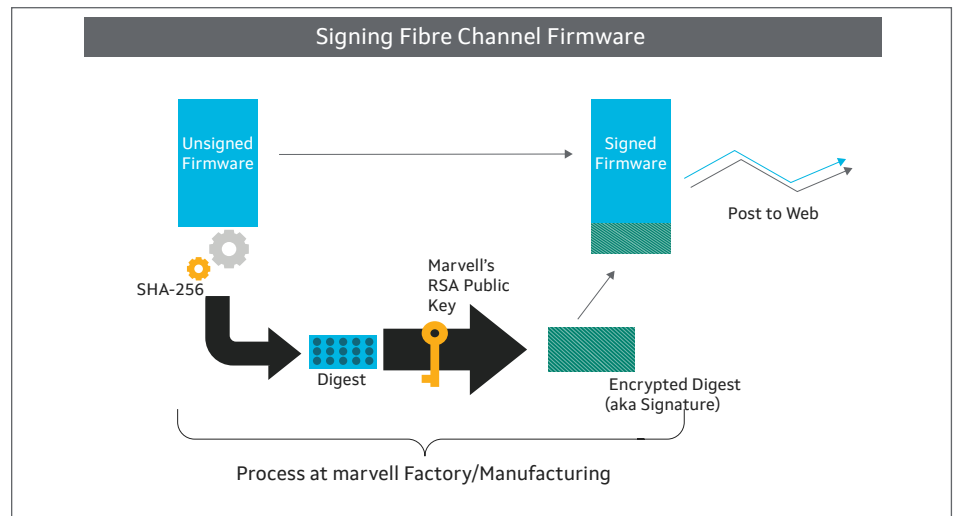 Signing Fibre Channel Firmware
Unsigned
Firmware
Signed
Firmware
Post to Web
SHA-256
Marvell’s
RSA Public
Key
Digest
Encrypted Digest
(aka Signature)
Process at marvell Factory/Manufacturing